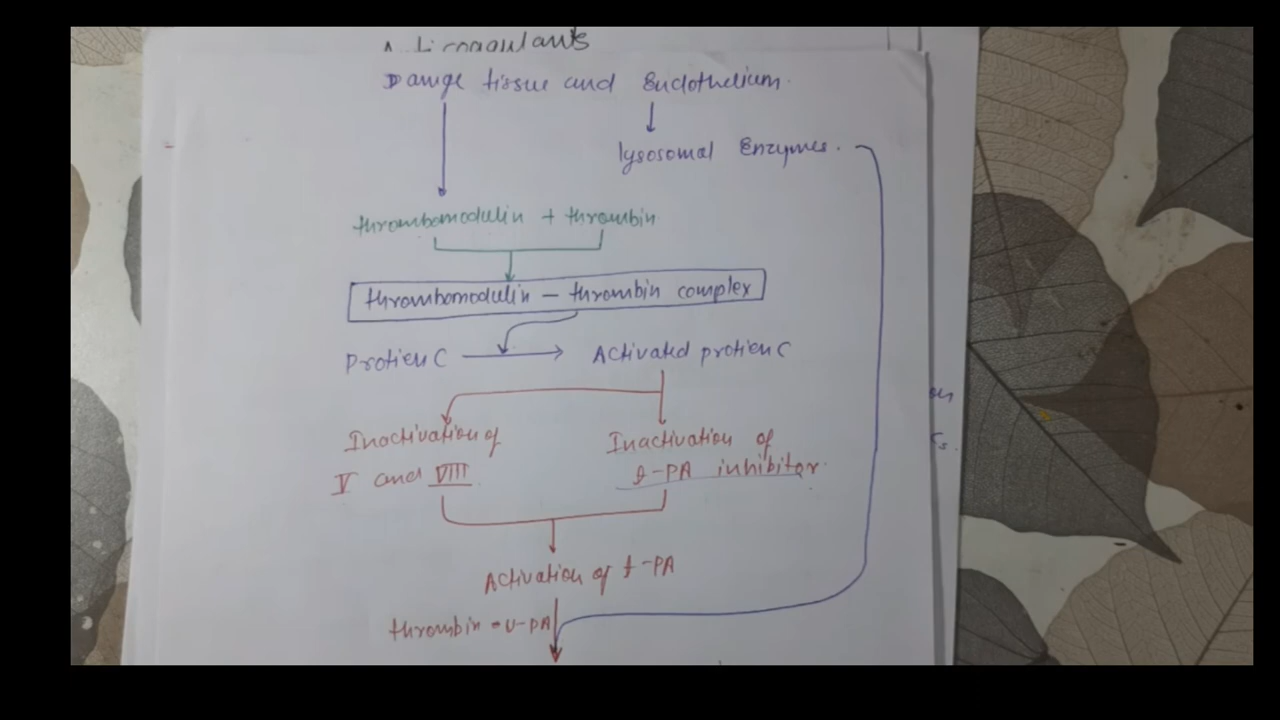 Anticoagulants
Damge tissue and Endothelium.
lysosomal Enzymes.
thrombomodulin + thrombin
thrombomodulin – thrombin complex
Protien C → Activated protien C
Inactivation of
V and VIII
Inactivation of
t-PA inhibitor.
Activation of t-PA
thrombin = U-PA